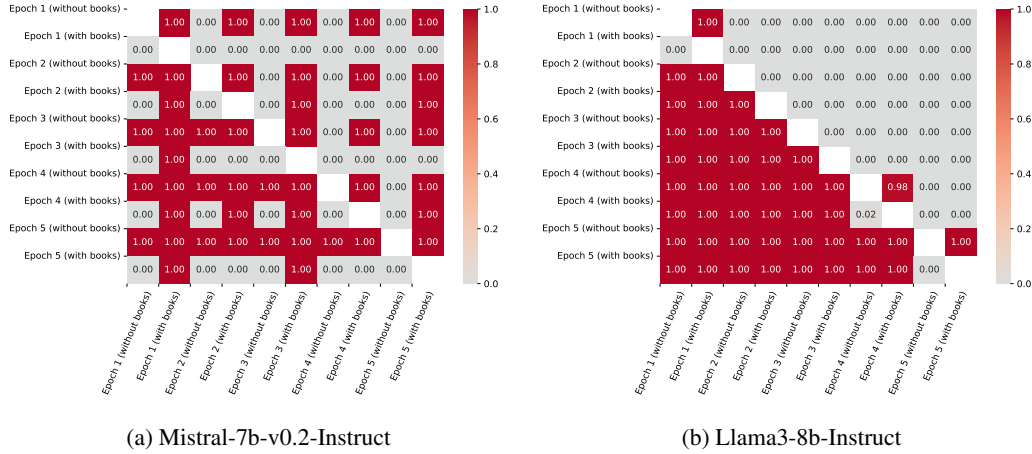 Epoch 1 (without books) 1.00 0.00 1.00 0.00 1.00 0.00 1.00 0.00 1.00
Epoch 1 (with books) 0.00 0.00 0.00 0.00 0.00 0.00 0.00 0.00 0.00
Epoch 2 (without books) 1.00 1.00 1.00 0.00 1.00 0.00 1.00 0.00 1.00
Epoch 2 (with books) 0.00 1.00 0.00 0.00 1.00 0.00 0.00 0.00 1.00
Epoch 3 (without books) 1.00 1.00 1.00 1.00 1.00 0.00 1.00 0.00 1.00
Epoch 3 (with books) 0.00 1.00 0.00 0.00 0.00 0.00 0.00 0.00 0.00
Epoch 4 (without books) 1.00 1.00 1.00 1.00 1.00 1.00 1.00 0.00 1.00
Epoch 4 (with books) 0.00 1.00 0.00 1.00 0.00 1.00 0.00 0.00 1.00
Epoch 5 (without books) 1.00 1.00 1.00 1.00 1.00 1.00 1.00 1.00 1.00
Epoch 5 (with books) 0.00 1.00 0.00 0.00 0.00 1.00 0.00 0.00 0.00
Epoch 1 (without books)
Epoch 1 (with books)
Epoch 2 (without books)
Epoch 2 (with books)
Epoch 3 (without books)
Epoch 3 (with books)
Epoch 4 (without books)
Epoch 4 (with books)
Epoch 5 (without books)
Epoch 5 (with books)
1.0
0.8
0.6
0.4
0.2
0.0
(a) Mistral-7b-v0.2-Instruct
Epoch 1 (without books) 1.00 0.00 0.00 0.00 0.00 0.00 0.00 0.00 0.00
Epoch 1 (with books) 0.00 0.00 0.00 0.00 0.00 0.00 0.00 0.00 0.00
Epoch 2 (without books) 1.00 1.00 0.00 0.00 0.00 0.00 0.00 0.00 0.00
Epoch 2 (with books) 1.00 1.00 1.00 0.00 0.00 0.00 0.00 0.00 0.00
Epoch 3 (without books) 1.00 1.00 1.00 1.00 0.00 0.00 0.00 0.00 0.00
Epoch 3 (with books) 1.00 1.00 1.00 1.00 1.00 0.00 0.00 0.00 0.00
Epoch 4 (without books) 1.00 1.00 1.00 1.00 1.00 1.00 0.98 0.00 0.00
Epoch 4 (with books) 1.00 1.00 1.00 1.00 1.00 1.00 0.02 0.00 0.00
Epoch 5 (without books) 1.00 1.00 1.00 1.00 1.00 1.00 1.00 1.00 1.00
Epoch 5 (with books) 1.00 1.00 1.00 1.00 1.00 1.00 1.00 1.00 0.00
Epoch 1 (without books)
Epoch 1 (with books)
Epoch 2 (without books)
Epoch 2 (with books)
Epoch 3 (without books)
Epoch 3 (with books)
Epoch 4 (without books)
Epoch 4 (with books)
Epoch 5 (without books)
Epoch 5 (with books)
1.0
0.8
0.6
0.4
0.2
0.0
(b) Llama3-8b-Instruct